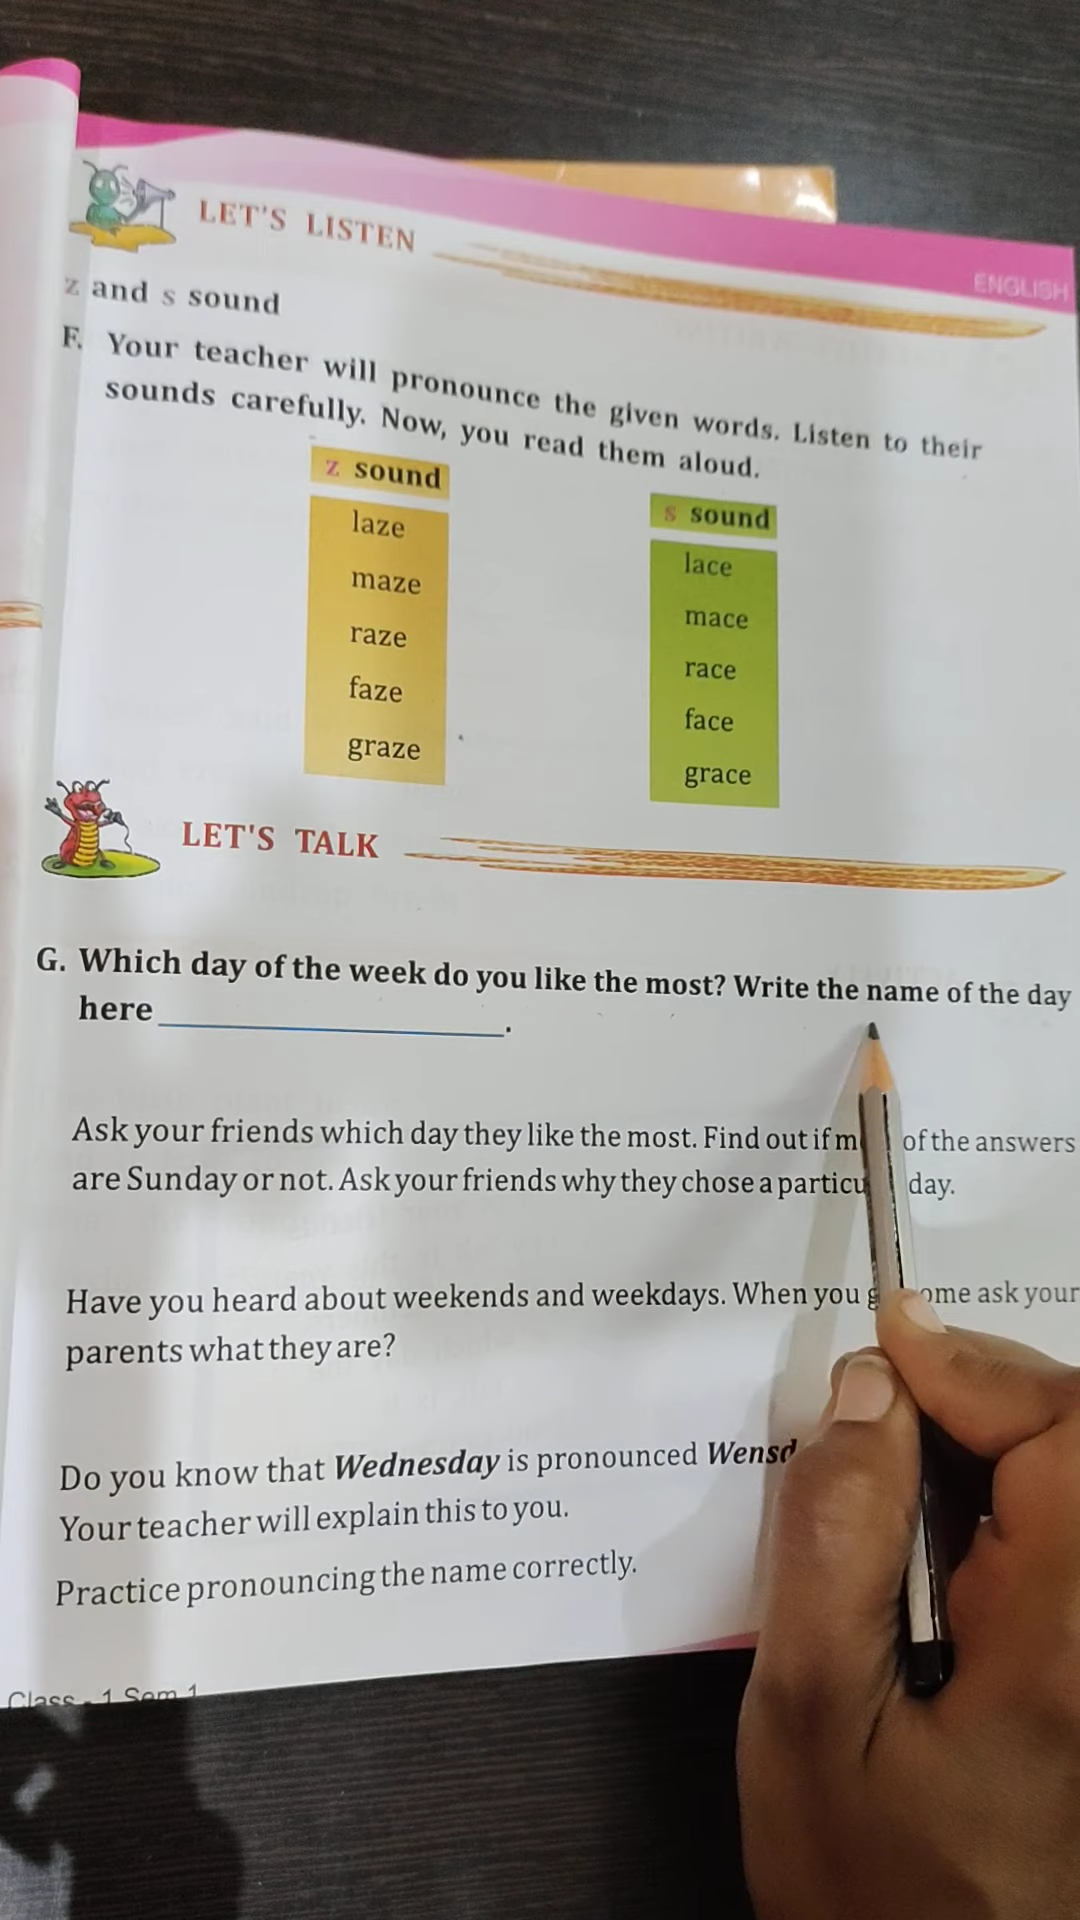 LET'S LISTEN
ENGLISH
z and s sound
F. Your teacher will pronounce the given words. Listen to their
sounds carefully. Now, you read them aloud.
z sound
laze
maze
raze
faze
graze
s sound
lace
mace
race
face
grace
LET'S TALK
G. Which day of the week do you like the most? Write the name of the day
here ____________________.
Ask your friends which day they like the most. Find out if of the answers
are Sunday or not. Ask your friends why they chose a day.
Have you heard about weekends and weekdays. When you ask your
parents what they are?
Do you know that Wednesday is pronounced
Your teacher will explain this to you.
Practice pronouncing the name correctly.
Class - 1 Sem 1